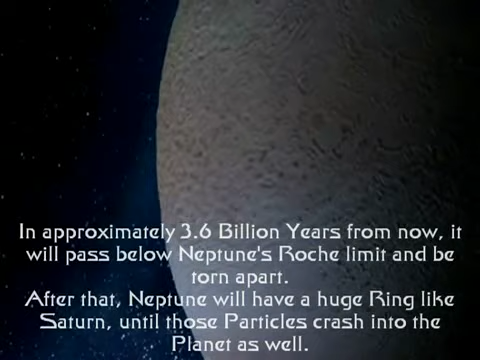 In approximately 3.6 Billion Years from now, it
will pass below Neptune's Roche limit and be
torn apart.
After that, Neptune will have a huge Ring like
Saturn, until those Particles crash into the
Planet as well.